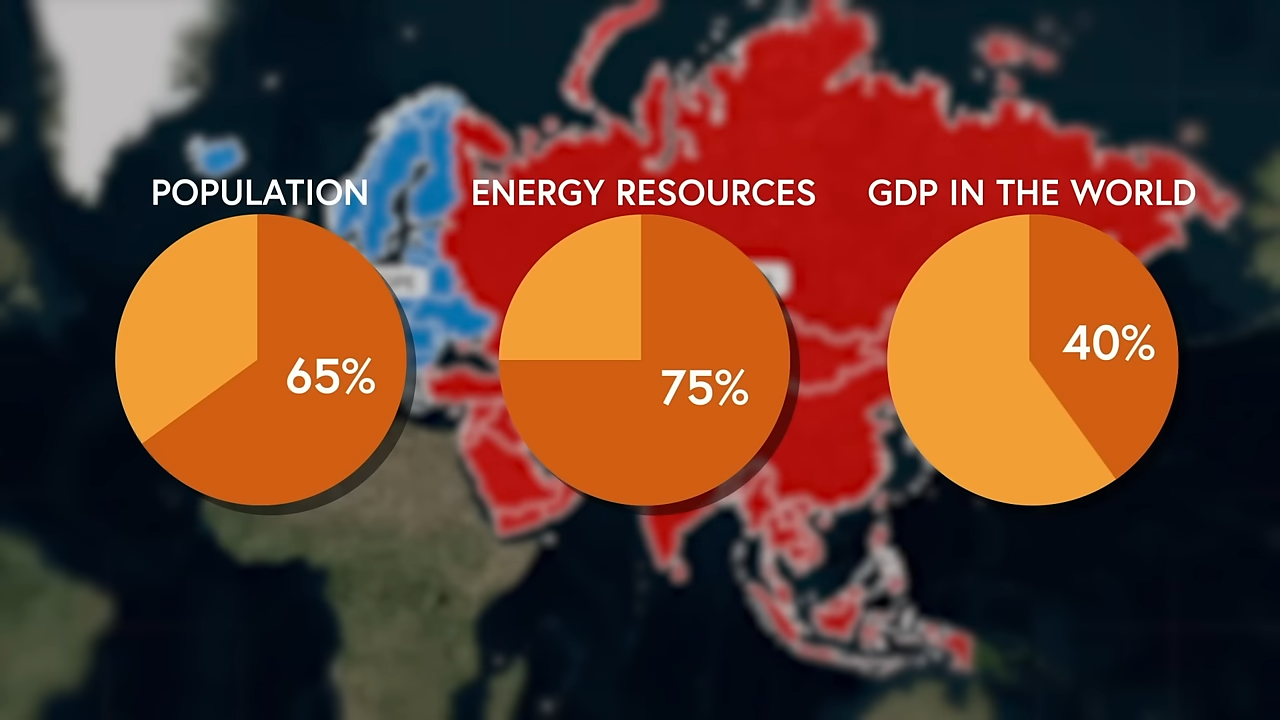 POPULATION
ENERGY RESOURCES
GDP IN THE WORLD
65%
75%
40%